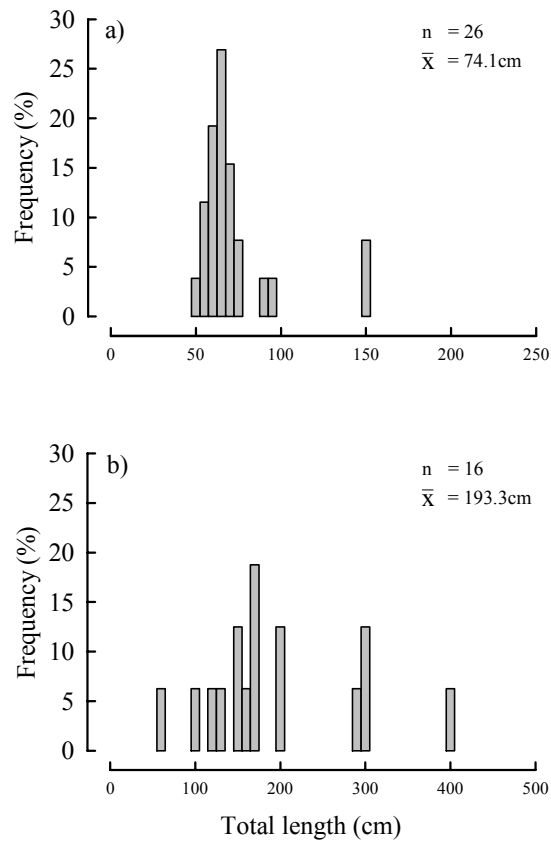 a)
n = 26
x̄ = 74.1cm
Frequency (%)
30
25
20
15
10
5
0
0 50 100 150 200 250
b)
n = 16
x̄ = 193.3cm
Frequency (%)
30
25
20
15
10
5
0
0 100 200 300 400 500
Total length (cm)